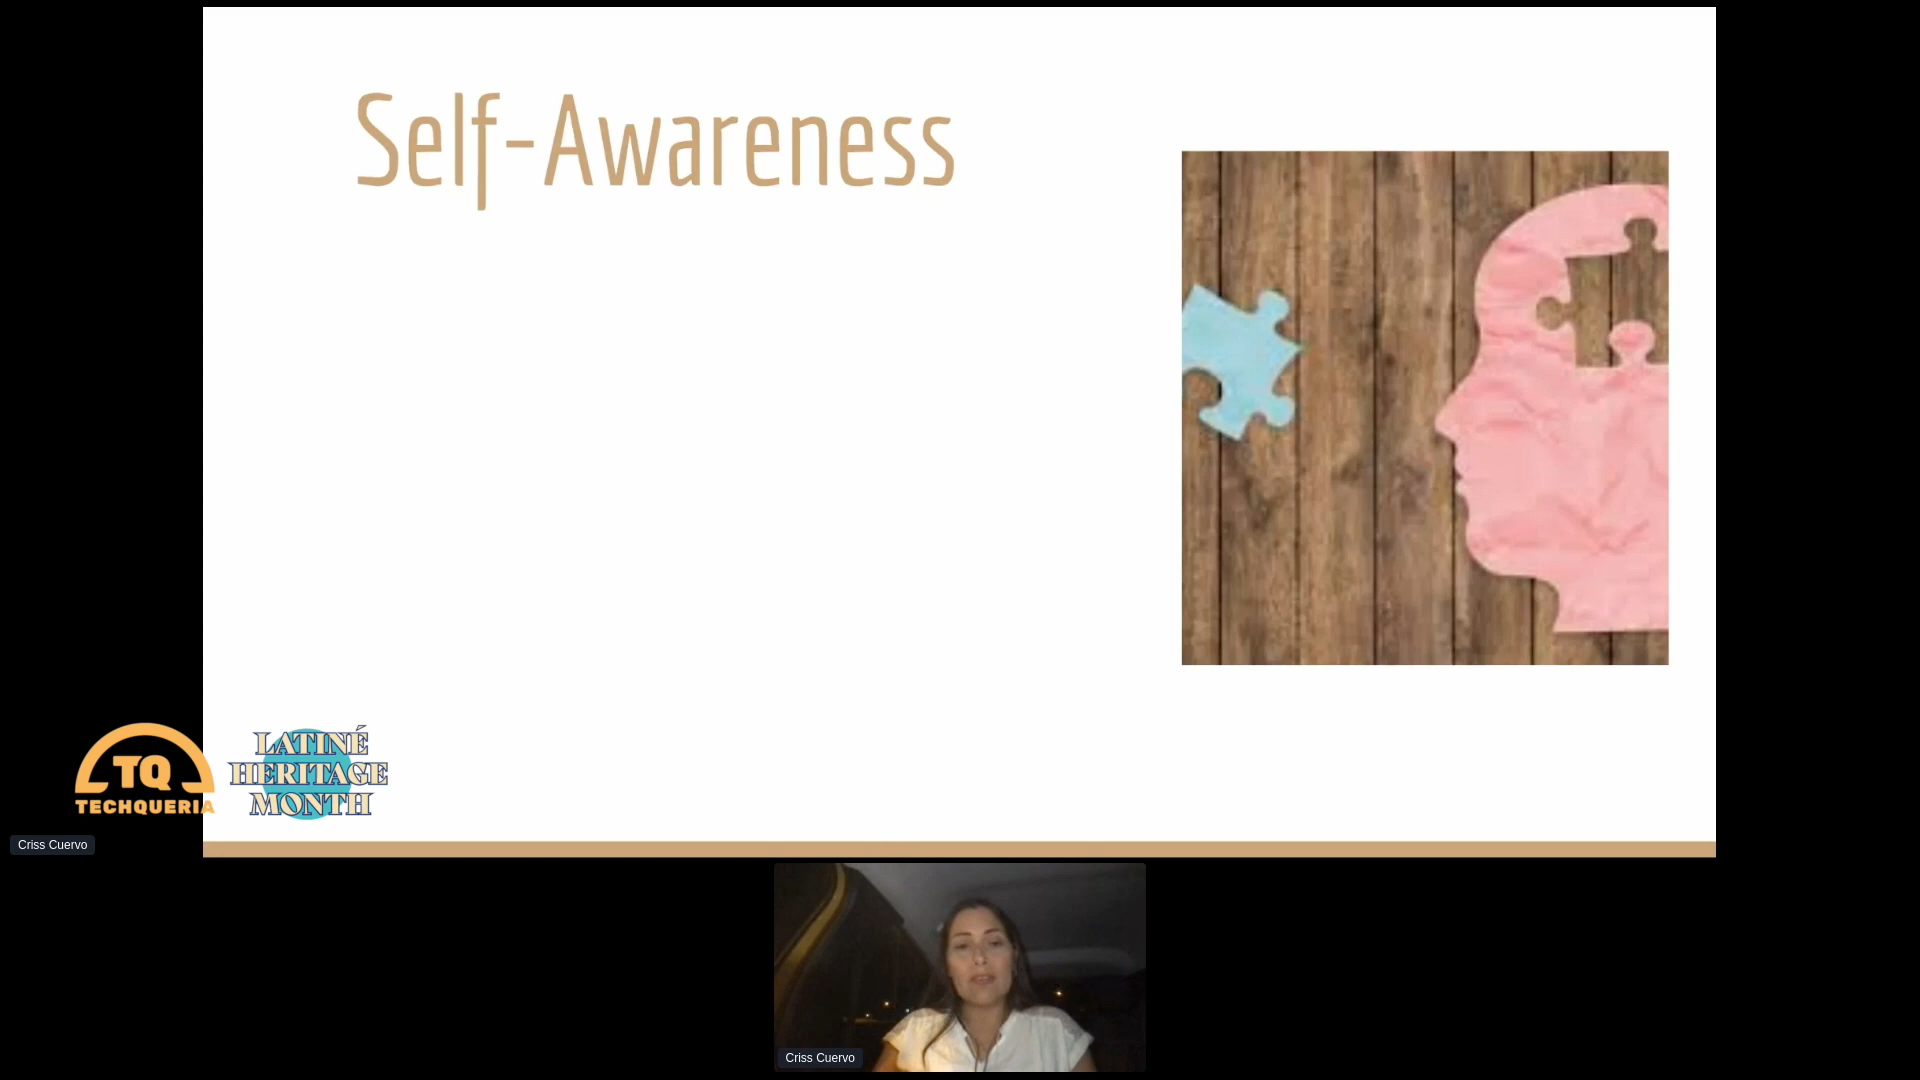 Self-Awareness
TQ
TECHQUERIA
LATINÉ
HERITAGE
MONTH
Criss Cuervo
Criss Cuervo